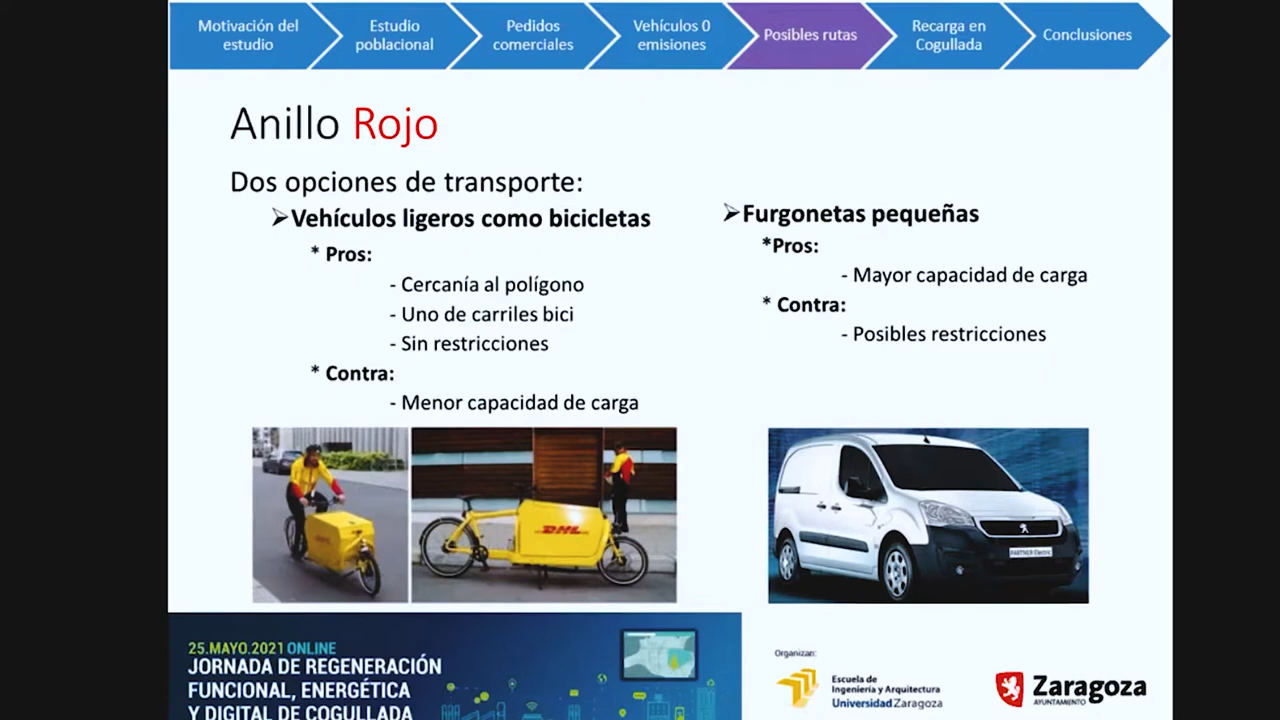 Motivación del estudio
Estudio poblacional
Pedidos comerciales
Vehículos 0 emisiones
Posibles rutas
Recarga en Cogullada
Conclusiones
Anillo Rojo
Dos opciones de transporte:
➢Vehículos ligeros como bicicletas
* Pros:
- Cercanía al polígono
- Uno de carriles bici
- Sin restricciones
* Contra:
- Menor capacidad de carga
➢Furgonetas pequeñas
*Pros:
- Mayor capacidad de carga
* Contra:
- Posibles restricciones
DHL
DHL
PARTNER Electric
25.MAYO.2021 ONLINE
JORNADA DE REGENERACIÓN
FUNCIONAL, ENERGÉTICA
Y DIGITAL DE COGULLADA
Organizan:
Escuela de
Ingeniería y Arquitectura
Universidad Zaragoza
Zaragoza
AYUNTAMIENTO